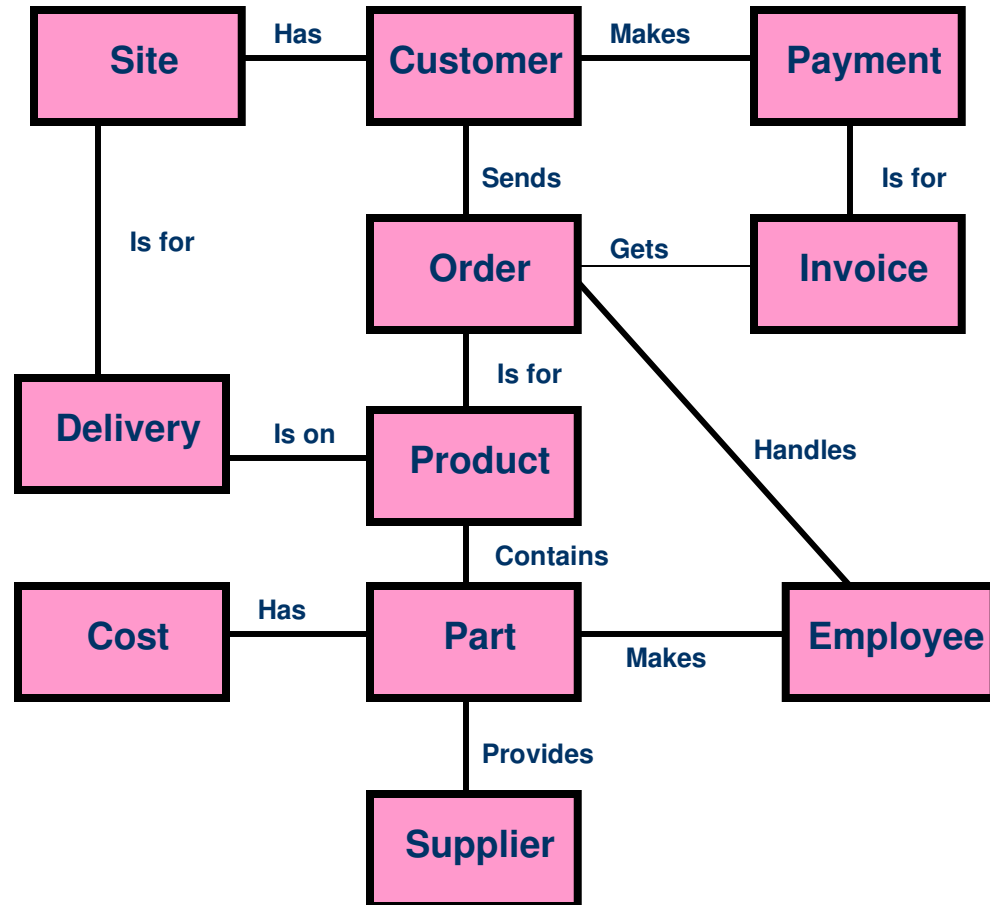 Has
Makes
Site
Customer
Payment
Sends
Is for
Is for
Gets
Order
Invoice
Is for
Delivery
Is on
Product
Handles
Contains
Has
Cost
Part
Employee
Makes
Provides
Supplier